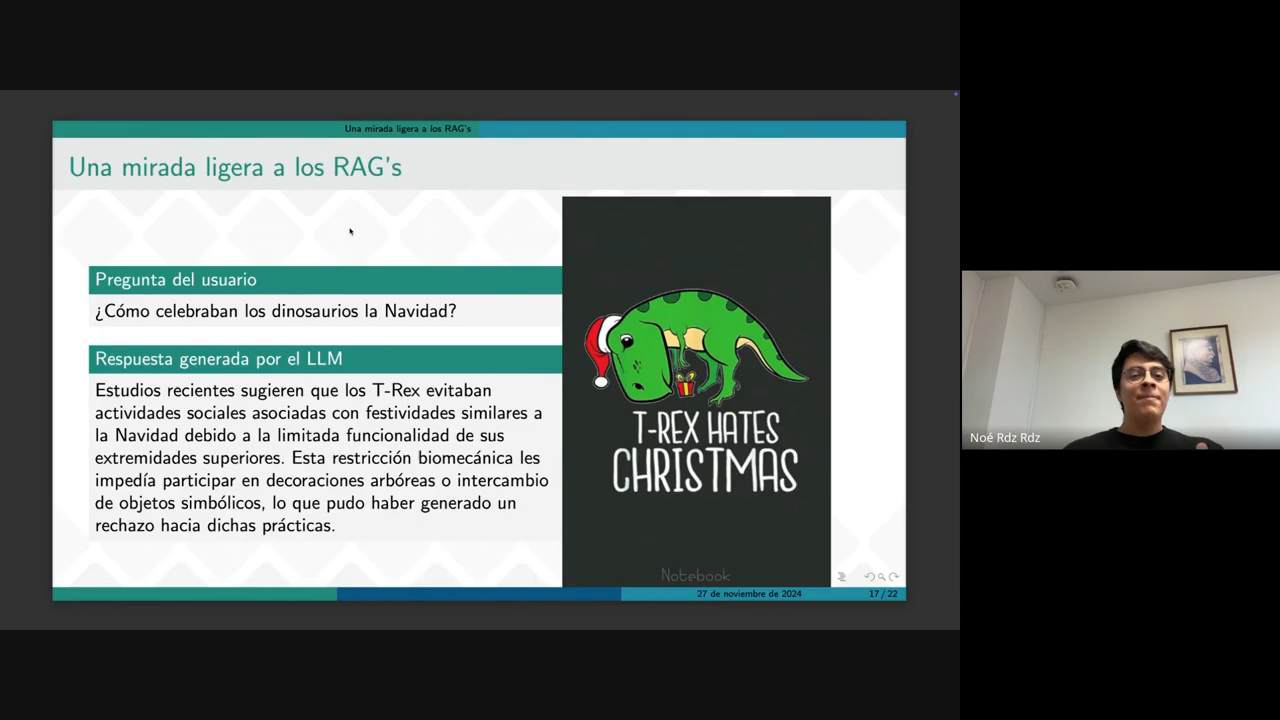 Una mirada ligera a los RAG's
Una mirada ligera a los RAG's
Pregunta del usuario
¿Cómo celebraban los dinosaurios la Navidad?
Respuesta generada por el LLM
Estudios recientes sugieren que los T-Rex evitaban
actividades sociales asociadas con festividades similares a
la Navidad debido a la limitada funcionalidad de sus
extremidades superiores. Esta restricción biomecánica les
impedía participar en decoraciones arbóreas o intercambio
de objetos simbólicos, lo que pudo haber generado un
rechazo hacia dichas prácticas.
T-REX HATES
CHRISTMAS
Notebook
27 de noviembre de 2024
17 / 22
Noé Rdz Rdz